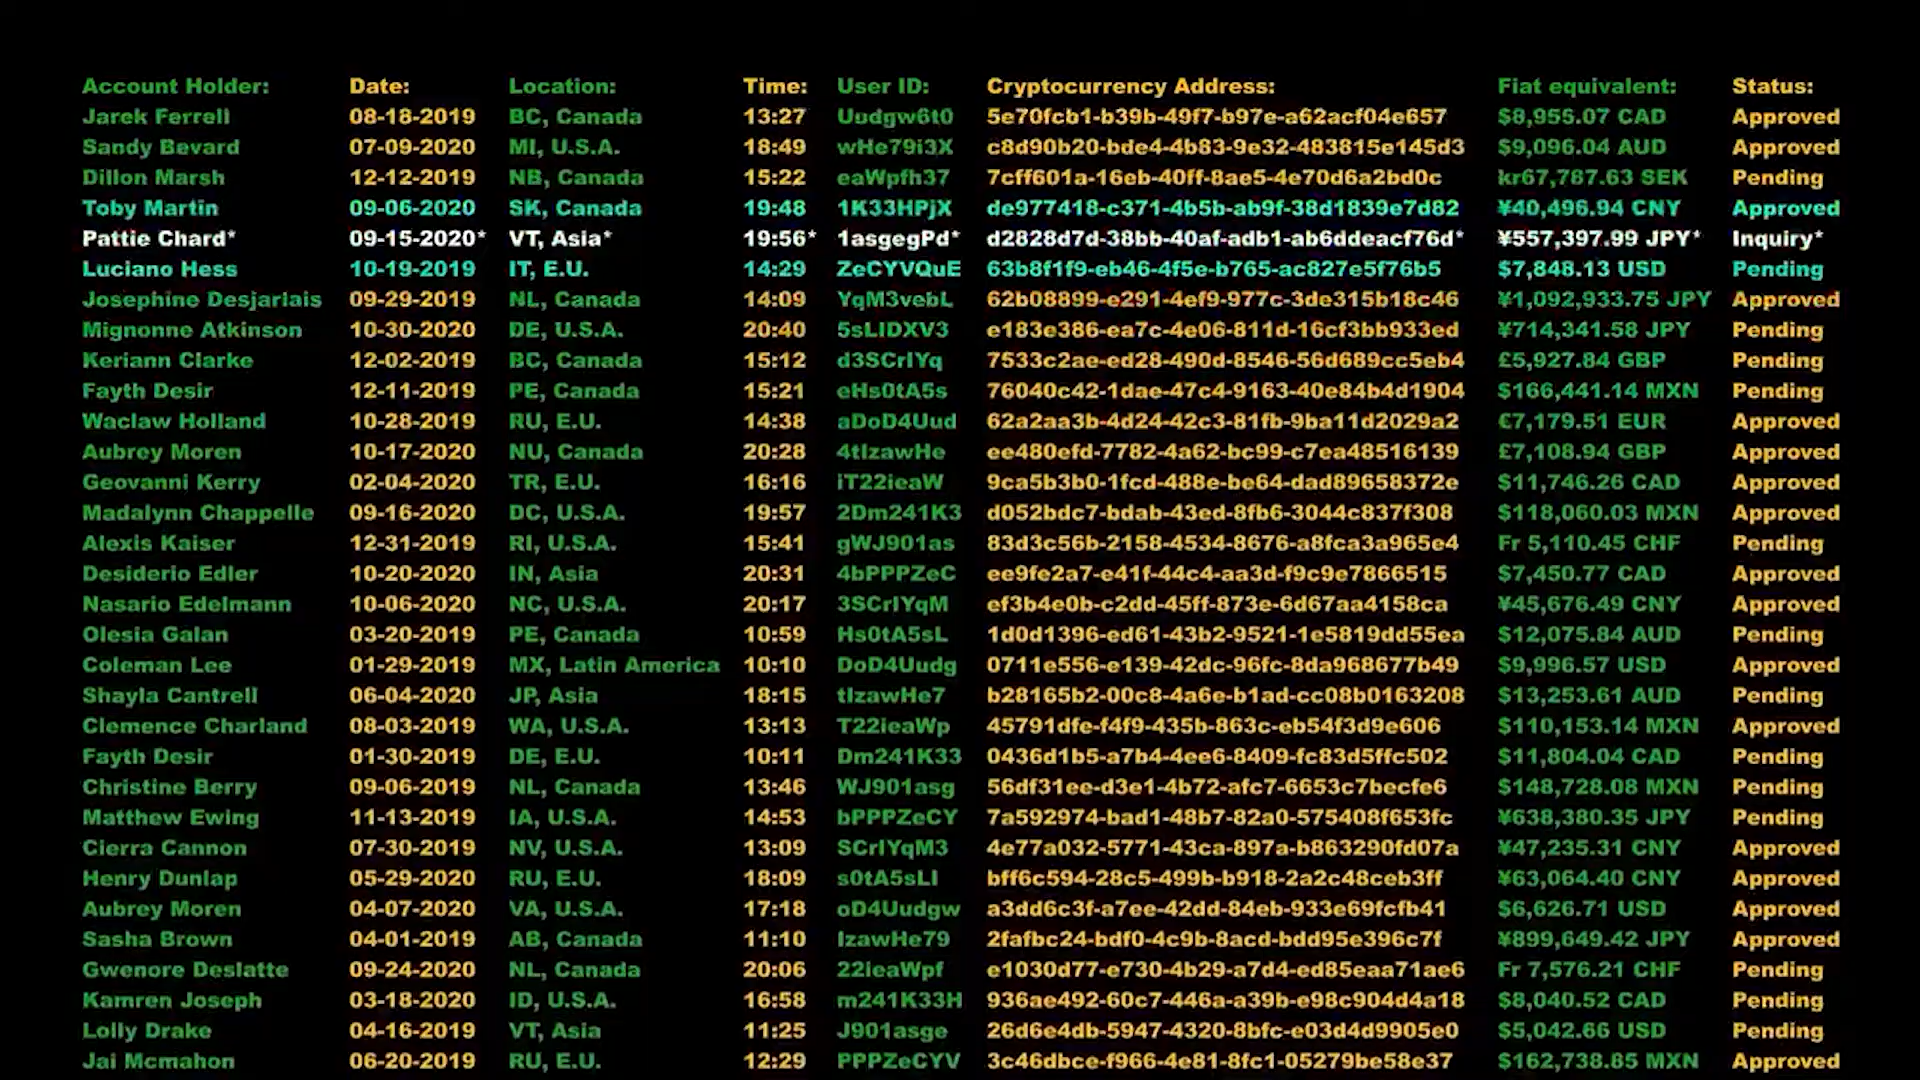 Account Holder: Date: Location: Time: User ID: Cryptocurrency Address: Fiat equivalent: Status:
Jarek Ferrell 08-18-2019 BC, Canada 13:27 Uudgw6t0 5e70fcb1-b39b-49f7-b97e-a62acf04e657 $8,955.07 CAD Approved
Sandy Bevard 07-09-2020 MI, U.S.A. 18:49 wHe79i3X c8d90b20-bde4-4b83-9e32-483815e145d3 $9,096.04 AUD Approved
Dillon Marsh 12-12-2019 NB, Canada 15:22 eaWpfh37 7cff601a-16eb-40ff-8ae5-4e70d6a2bd0c kr67,787.63 SEK Pending
Toby Martin 09-06-2020 SK, Canada 19:48 1K33HPjX de977418-c371-4b5b-ab9f-38d1839e7d82 ¥40,496.94 CNY Approved
Pattie Chard* 09-15-2020* VT, Asia* 19:56* 1asgegPd* d2828d7d-38bb-40af-adb1-ab6ddeacf76d* ¥557,397.99 JPY* Inquiry*
Luciano Hess 10-19-2019 IT, E.U. 14:29 ZeCYVQuE 63b8f1f9-eb46-4f5e-b765-ac827e5f76b5 $7,848.13 USD Pending
Josephine Desjarlais 09-29-2019 NL, Canada 14:09 YqM3vebL 62b08899-e291-4ef9-977c-3de315b18c46 ¥1,092,933.75 JPY Approved
Mignonne Atkinson 10-30-2020 DE, U.S.A. 20:40 5sLIDXV3 e183e386-ea7c-4e06-811d-16cf3bb933ed ¥714,341.58 JPY Pending
Keriann Clarke 12-02-2019 BC, Canada 15:12 d3SCrIYq 7533c2ae-ed28-490d-8546-56d689cc5eb4 £5,927.84 GBP Pending
Fayth Desir 12-11-2019 PE, Canada 15:21 eHs0tA5s 76040c42-1dae-47c4-9163-40e84b4d1904 $166,441.14 MXN Pending
Waclaw Holland 10-28-2019 RU, E.U. 14:38 aDoD4Uud 62a2aa3b-4d24-42c3-81fb-9ba11d2029a2 €7,179.51 EUR Approved
Aubrey Moren 10-17-2020 NU, Canada 20:28 4tIzawHe ee480efd-7782-4a62-bc99-c7ea48516139 £7,108.94 GBP Approved
Geovanni Kerry 02-04-2020 TR, E.U. 16:16 iT22ieaW 9ca5b3b0-1fcd-488e-be64-dad89658372e $11,746.26 CAD Approved
Madalynn Chappelle 09-16-2020 DC, U.S.A. 19:57 2Dm241K3 d052bdc7-bdab-43ed-8fb6-3044c837f308 $118,060.03 MXN Approved
Alexis Kaiser 12-31-2019 RI, U.S.A. 15:41 gWJ901as 83d3c56b-2158-4534-8676-a8fca3a965e4 Fr 5,110.45 CHF Pending
Desiderio Edler 10-20-2020 IN, Asia 20:31 4bPPPZeC ee9fe2a7-e41f-44c4-aa3d-f9c9e7866515 $7,450.77 CAD Approved
Nasario Edelmann 10-06-2020 NC, U.S.A. 20:17 3SCrIYqM ef3b4e0b-c2dd-45ff-873e-6d67aa4158ca ¥45,676.49 CNY Approved
Olesia Galan 03-20-2019 PE, Canada 10:59 Hs0tA5sL 1d0d1396-ed61-43b2-9521-1e5819dd55ea $12,075.84 AUD Pending
Coleman Lee 01-29-2019 MX, Latin America 10:10 DoD4Uudg 0711e556-e139-42dc-96fc-8da968677b49 $9,996.57 USD Approved
Shayla Cantrell 06-04-2020 JP, Asia 18:15 tIzawHe7 b28165b2-00c8-4a6e-b1ad-cc08b0163208 $13,253.61 AUD Pending
Clemence Charland 08-03-2019 WA, U.S.A. 13:13 T22ieaWp 45791dfe-f4f9-435b-863c-eb54f3d9e606 $110,153.14 MXN Approved
Fayth Desir 01-30-2019 DE, E.U. 10:11 Dm241K33 0436d1b5-a7b4-4ee6-8409-fc83d5ffc502 $11,804.04 CAD Pending
Christine Berry 09-06-2019 NL, Canada 13:46 WJ901asg 56df31ee-d3e1-4b72-afc7-6653c7becfe6 $148,728.08 MXN Pending
Matthew Ewing 11-13-2019 IA, U.S.A. 14:53 bPPPZeCY 7a592974-bad1-48b7-82a0-575408f653fc ¥638,380.35 JPY Pending
Cierra Cannon 07-30-2019 NV, U.S.A. 13:09 SCrIYqM3 4e77a032-5771-43ca-897a-b863290fd07a ¥47,235.31 CNY Approved
Henry Dunlap 05-29-2020 RU, E.U. 18:09 s0tA5sLI bff6c594-28c5-499b-b918-2a2c48ceb3ff ¥63,064.40 CNY Approved
Aubrey Moren 04-07-2020 VA, U.S.A. 17:18 oD4Uudgw a3dd6c3f-a7ee-42dd-84eb-933e69fcfb41 $6,626.71 USD Approved
Sasha Brown 04-01-2019 AB, Canada 11:10 IzawHe79 2fafbc24-bdf0-4c9b-8acd-bdd95e396c7f ¥899,649.42 JPY Approved
Gwenore Deslatte 09-24-2020 NL, Canada 20:06 22ieaWpf e1030d77-e730-4b29-a7d4-ed85eaa71ae6 Fr 7,576.21 CHF Pending
Kamren Joseph 03-18-2020 ID, U.S.A. 16:58 m241K33H 936ae492-60c7-446a-a39b-e98c904d4a18 $8,040.52 CAD Pending
Lolly Drake 04-16-2019 VT, Asia 11:25 J901asge 26d6e4db-5947-4320-8bfc-e03d4d9905e0 $5,042.66 USD Pending
Jai Mcmahon 06-20-2019 RU, E.U. 12:29 PPPZeCYV 3c46dbce-f966-4e81-8fc1-05279be58e37 $162,738.85 MXN Approved